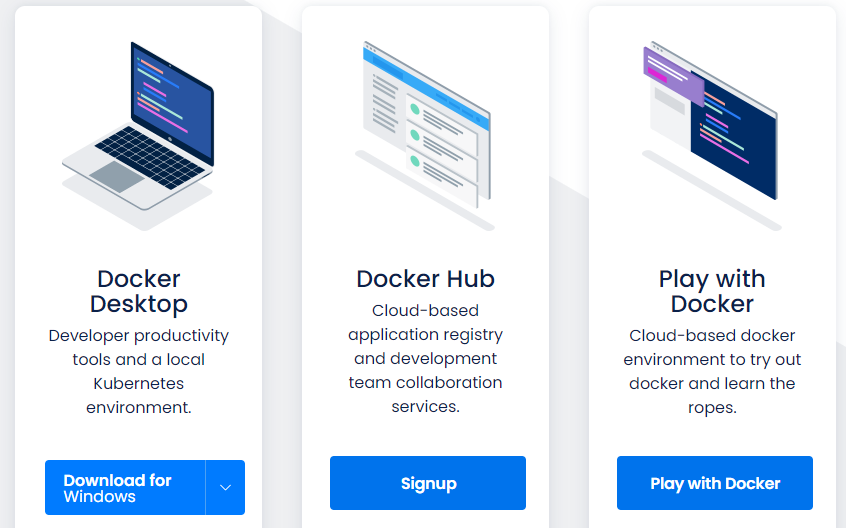 Docker
Desktop
Developer productivity
tools and a local
Kubernetes
environment.
Download for
Windows
Docker Hub
Cloud-based
application registry
and development
team collaboration
services.
Signup
Play with
Docker
Cloud-based docker
environment to try out
docker and learn the
ropes.
Play with Docker